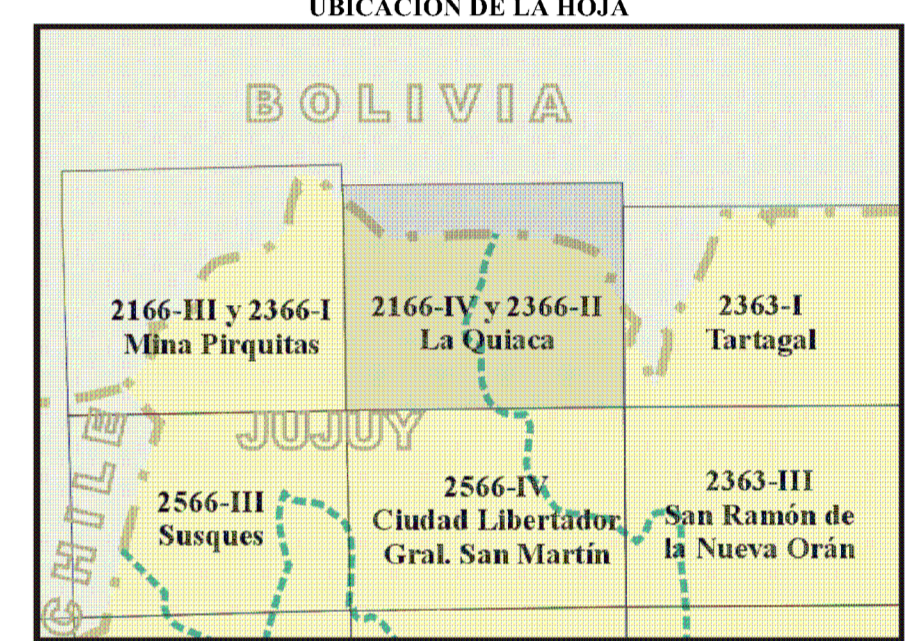 UBICACIÓN DE LA HOJA
BOLIVIA
2166-III y 2366-I
Mina Pirquitas
2166-IV y 2366-II
La Quiaca
2363-I
Tartagal
CHILE
JUJUY
2566-III
Susques
2566-IV
Ciudad Libertador
Gral. San Martín
2363-III
San Ramón de
la Nueva Orán